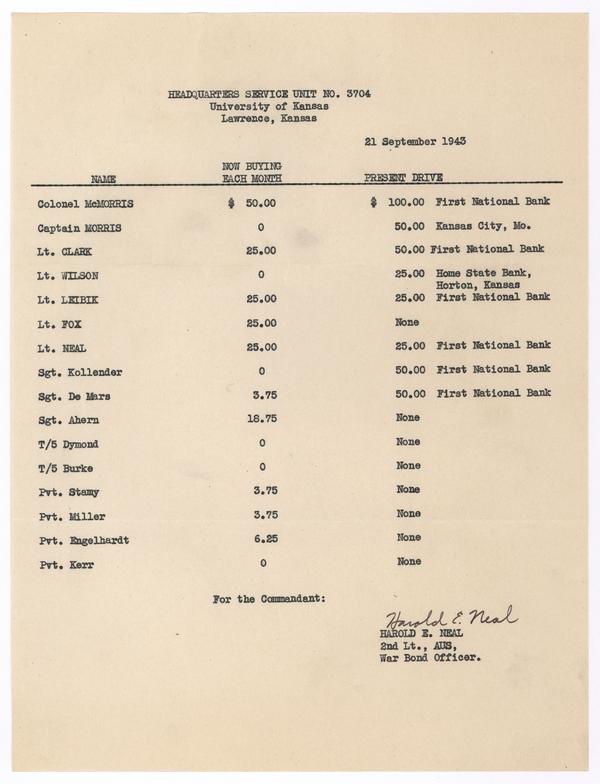 HEADQUARTERS SERVICE UNIT NO. 3704
University of Kansas
Lawrence, Kansas
21 September 1943
NAME NOW BUYING EACH MONTH PRESENT DRIVE
Colonel McMORRIS $ 50.00 $ 100.00 First National Bank
Captain MORRIS 0 50.00 Kansas City, Mo.
Lt. CLARK 25.00 50.00 First National Bank
Lt. WILSON 0 25.00 Home State Bank,
Horton, Kansas
Lt. LEIBIK 25.00 25.00 First National Bank
Lt. FOX 25.00 None
Lt. NEAL 25.00 25.00 First National Bank
Sgt. Kollender 0 50.00 First National Bank
Sgt. De Mars 3.75 50.00 First National Bank
Sgt. Ahern 18.75 None
T/5 Dymond 0 None
T/5 Burke 0 None
Pvt. Stamy 3.75 None
Pvt. Miller 3.75 None
Pvt. Engelhardt 6.25 None
Pvt. Kerr 0 None
For the Commandant:
Harold E. Neal
HAROLD E. NEAL
2nd Lt., AUS,
War Bond Officer.